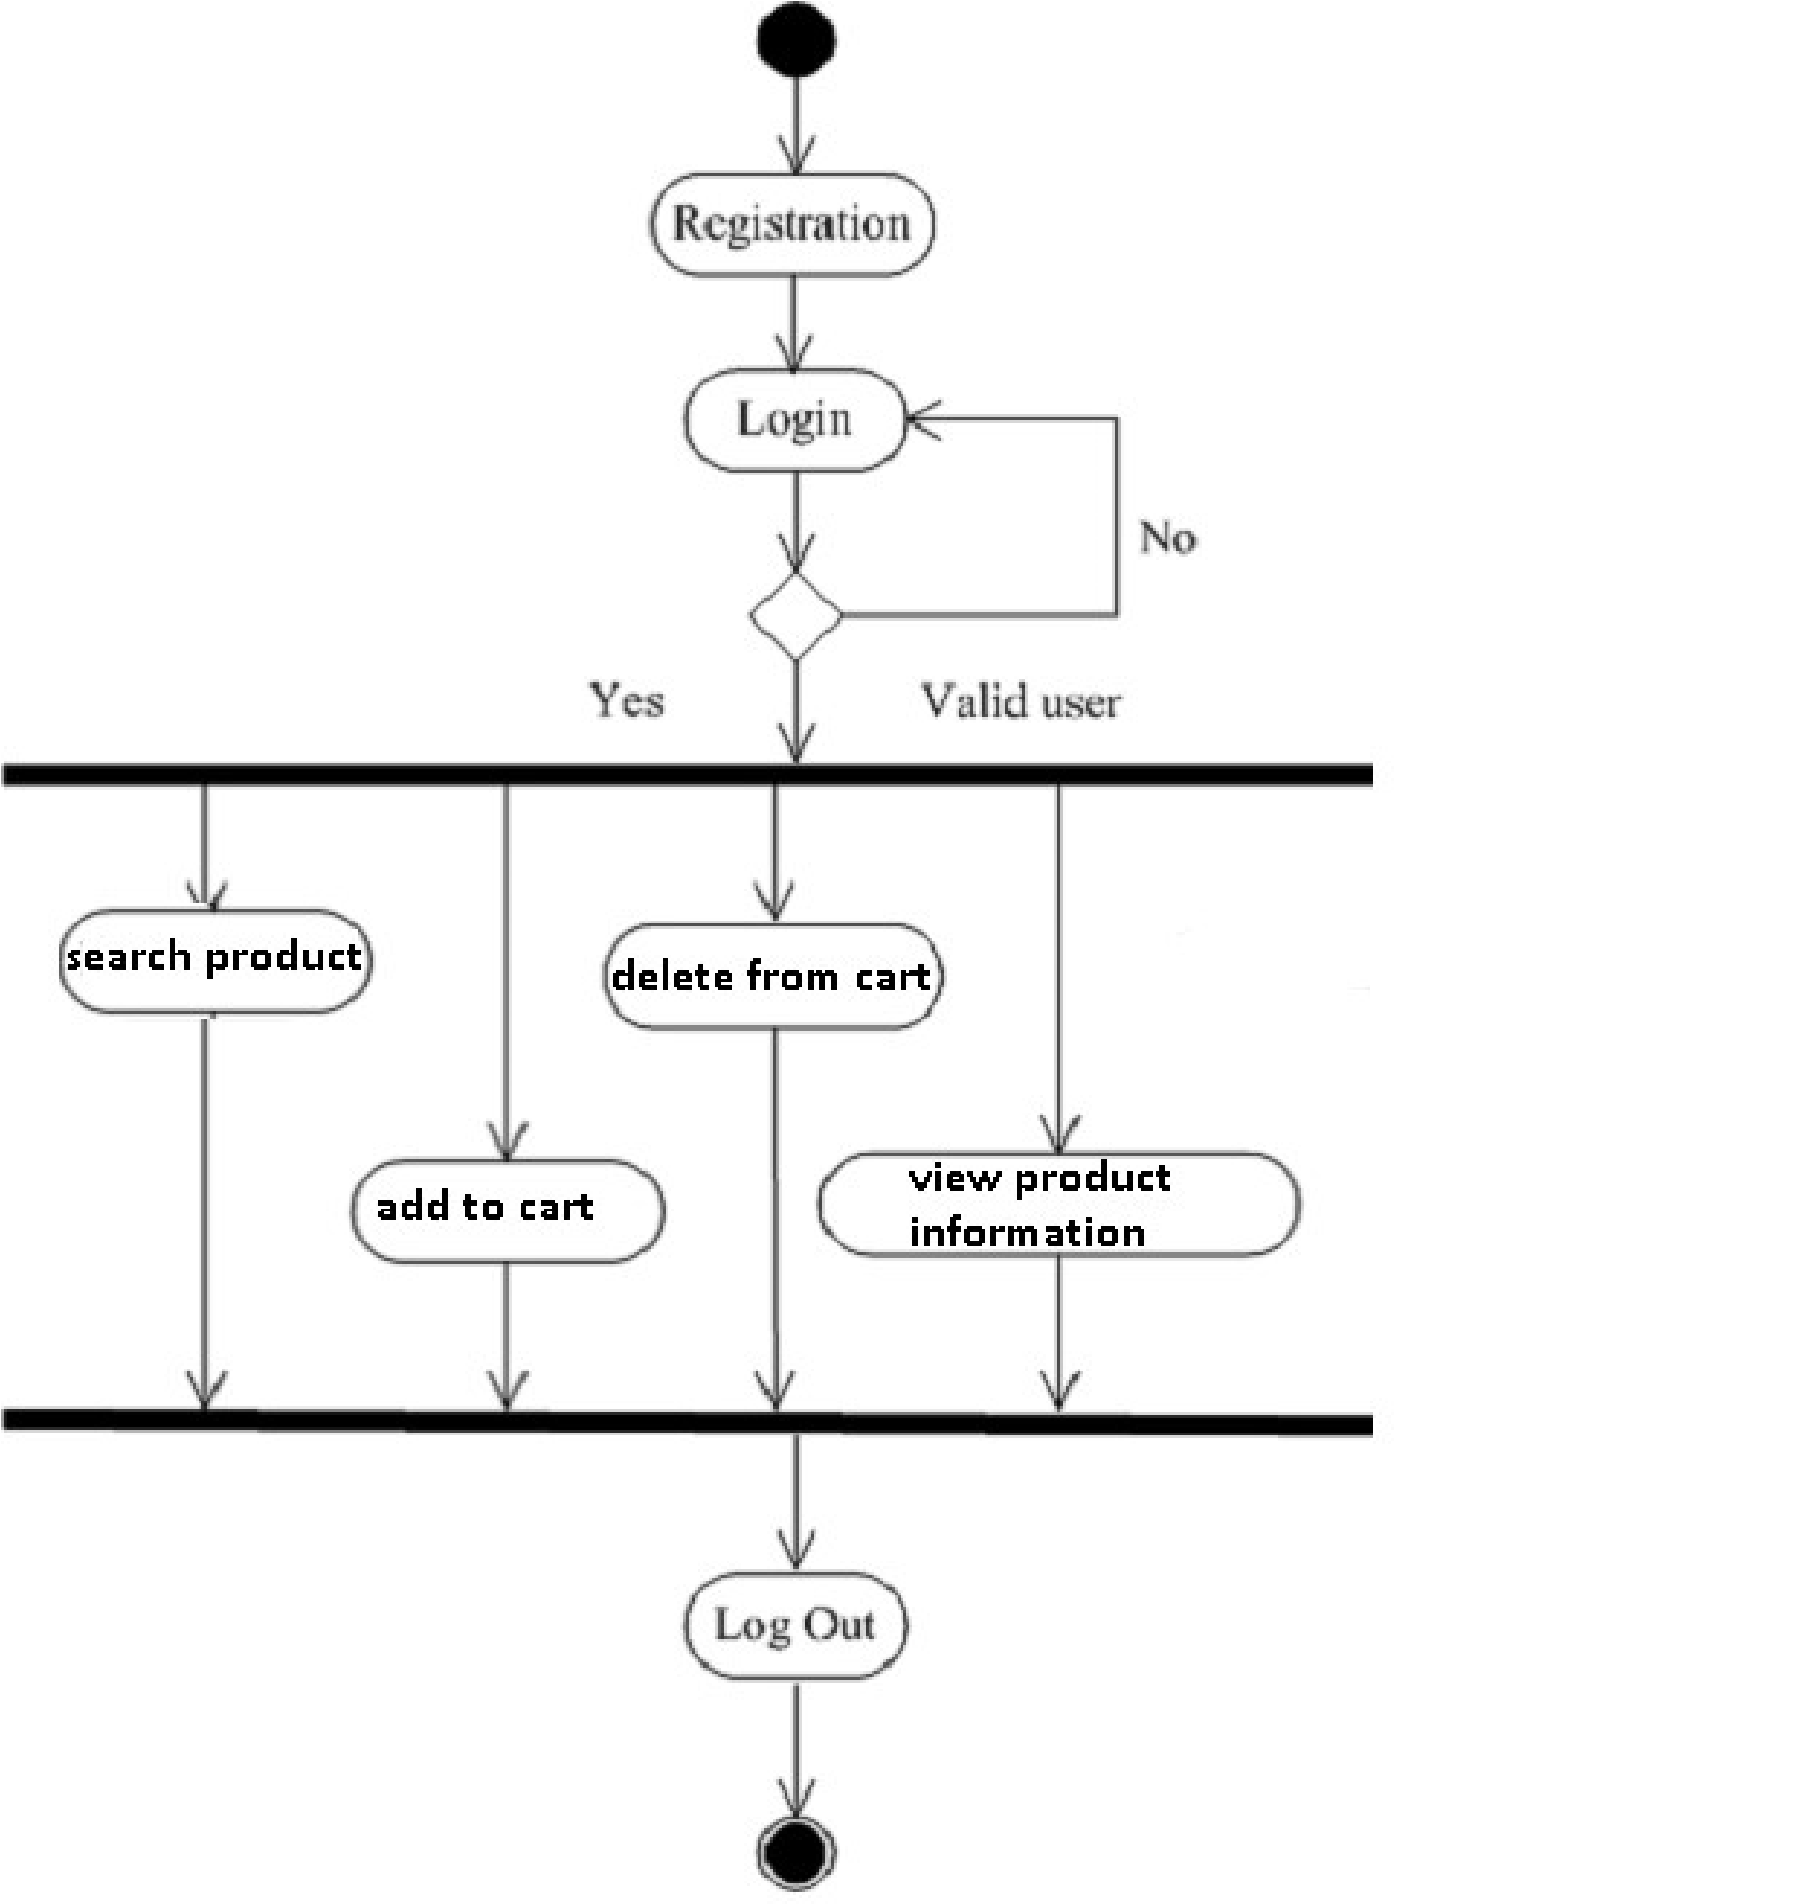 Registration
Login
No
Yes
Valid user
search product
delete from cart
add to cart
view product
information
Log Out